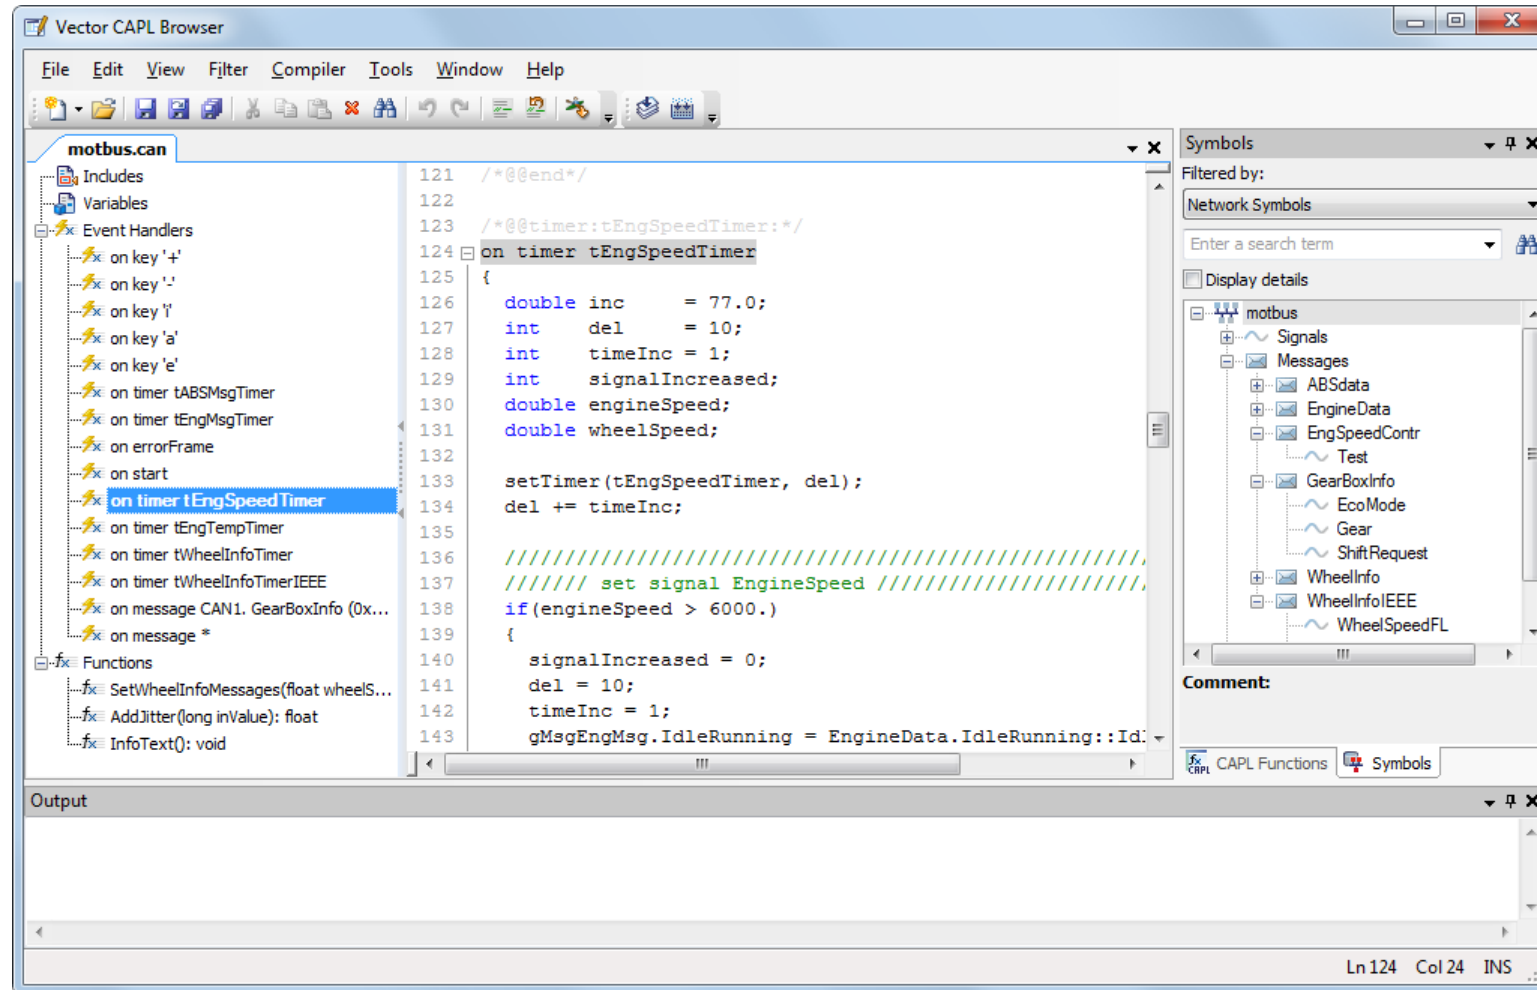 Vector CAPL Browser
File Edit View Filter Compiler Tools Window Help
motbus.can
Includes
Variables
Event Handlers
on key '+'
on key '-'
on key 'i'
on key 'a'
on key 'e'
on timer tABSMsgTimer
on timer tEngMsgTimer
on errorFrame
on start
on timer tEngSpeedTimer
on timer tEngTempTimer
on timer tWheelInfoTimer
on timer tWheelInfoTimerIEEE
on message CAN1. GearBoxInfo (0x...
on message *
Functions
SetWheelInfoMessages(float wheelS...
AddJitter(long inValue): float
InfoText(): void
121 /*@@end*/
122
123 /*@@timer:tEngSpeedTimer:*/
124 on timer tEngSpeedTimer
125 {
126 double inc = 77.0;
127 int del = 10;
128 int timeInc = 1;
129 int signalIncreased;
130 double engineSpeed;
131 double wheelSpeed;
132
133 setTimer(tEngSpeedTimer, del);
134 del += timeInc;
135
136 /////////////////////////////////////////////////////
137 /////// set signal EngineSpeed //////////////////////
138 if(engineSpeed > 6000.)
139 {
140 signalIncreased = 0;
141 del = 10;
142 timeInc = 1;
143 gMsgEngMsg.IdleRunning = EngineData.IdleRunning::Id
Symbols
Filtered by:
Network Symbols
Enter a search term
Display details
motbus
Signals
Messages
ABSdata
EngineData
EngSpeedContr
Test
GearBoxInfo
EcoMode
Gear
ShiftRequest
WheelInfo
WheelInfoIEEE
WheelSpeedFL
Comment:
CAPL Functions Symbols
Output
Ln 124 Col 24 INS